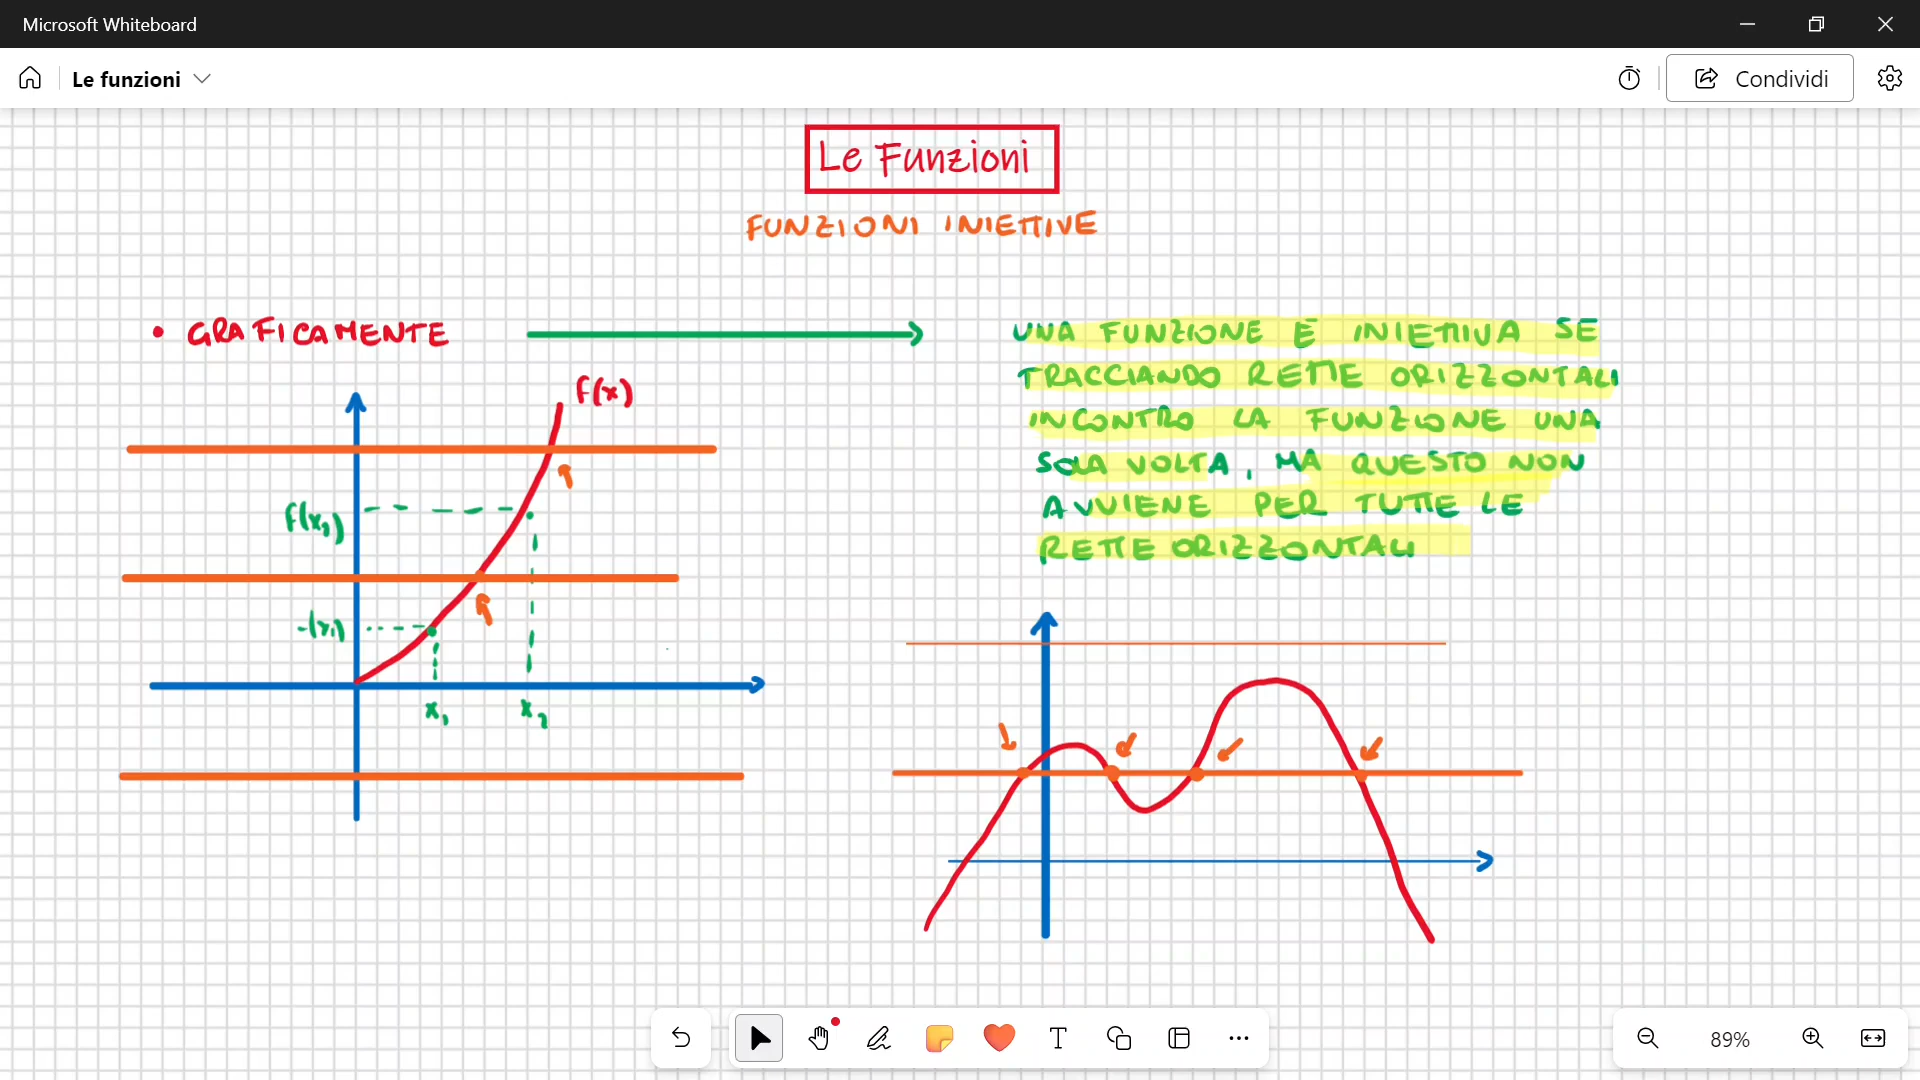 Microsoft Whiteboard
Le funzioni
Condividi
Le Funzioni
FUNZIONI INIETTIVE
• GRAFICAMENTE
UNA FUNZIONE È INIETTIVA SE
TRACCIANDO RETTE ORIZZONTALI
INCONTRO LA FUNZIONE UNA
SOLA VOLTA, MA QUESTO NON
AVVIENE PER TUTTE LE
RETTE ORIZZONTALI
f(x)
f(x₂)
f(x₁)
x₁ x₂
89%